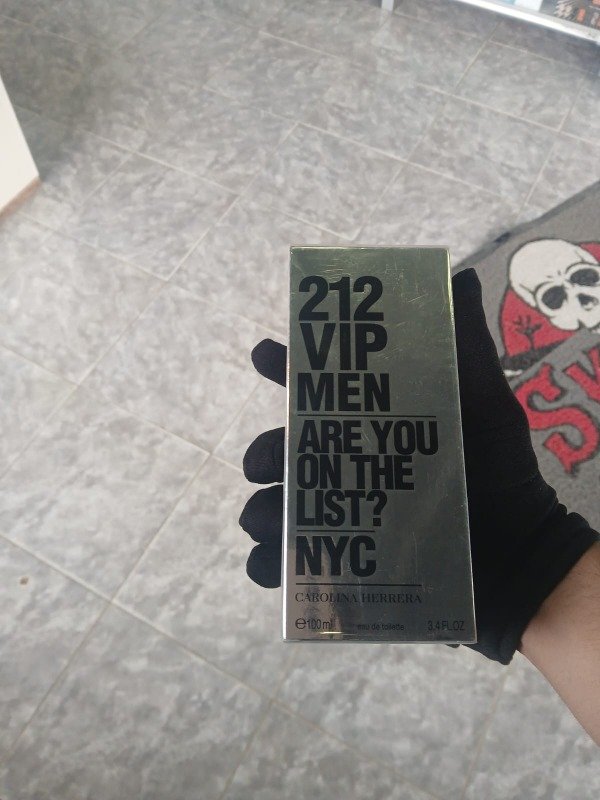 212
VIP
MEN
ARE YOU
ON THE
LIST?
NYC
CAROLINA HERRERA
℮100ml eau de toilette 3.4 FL.OZ